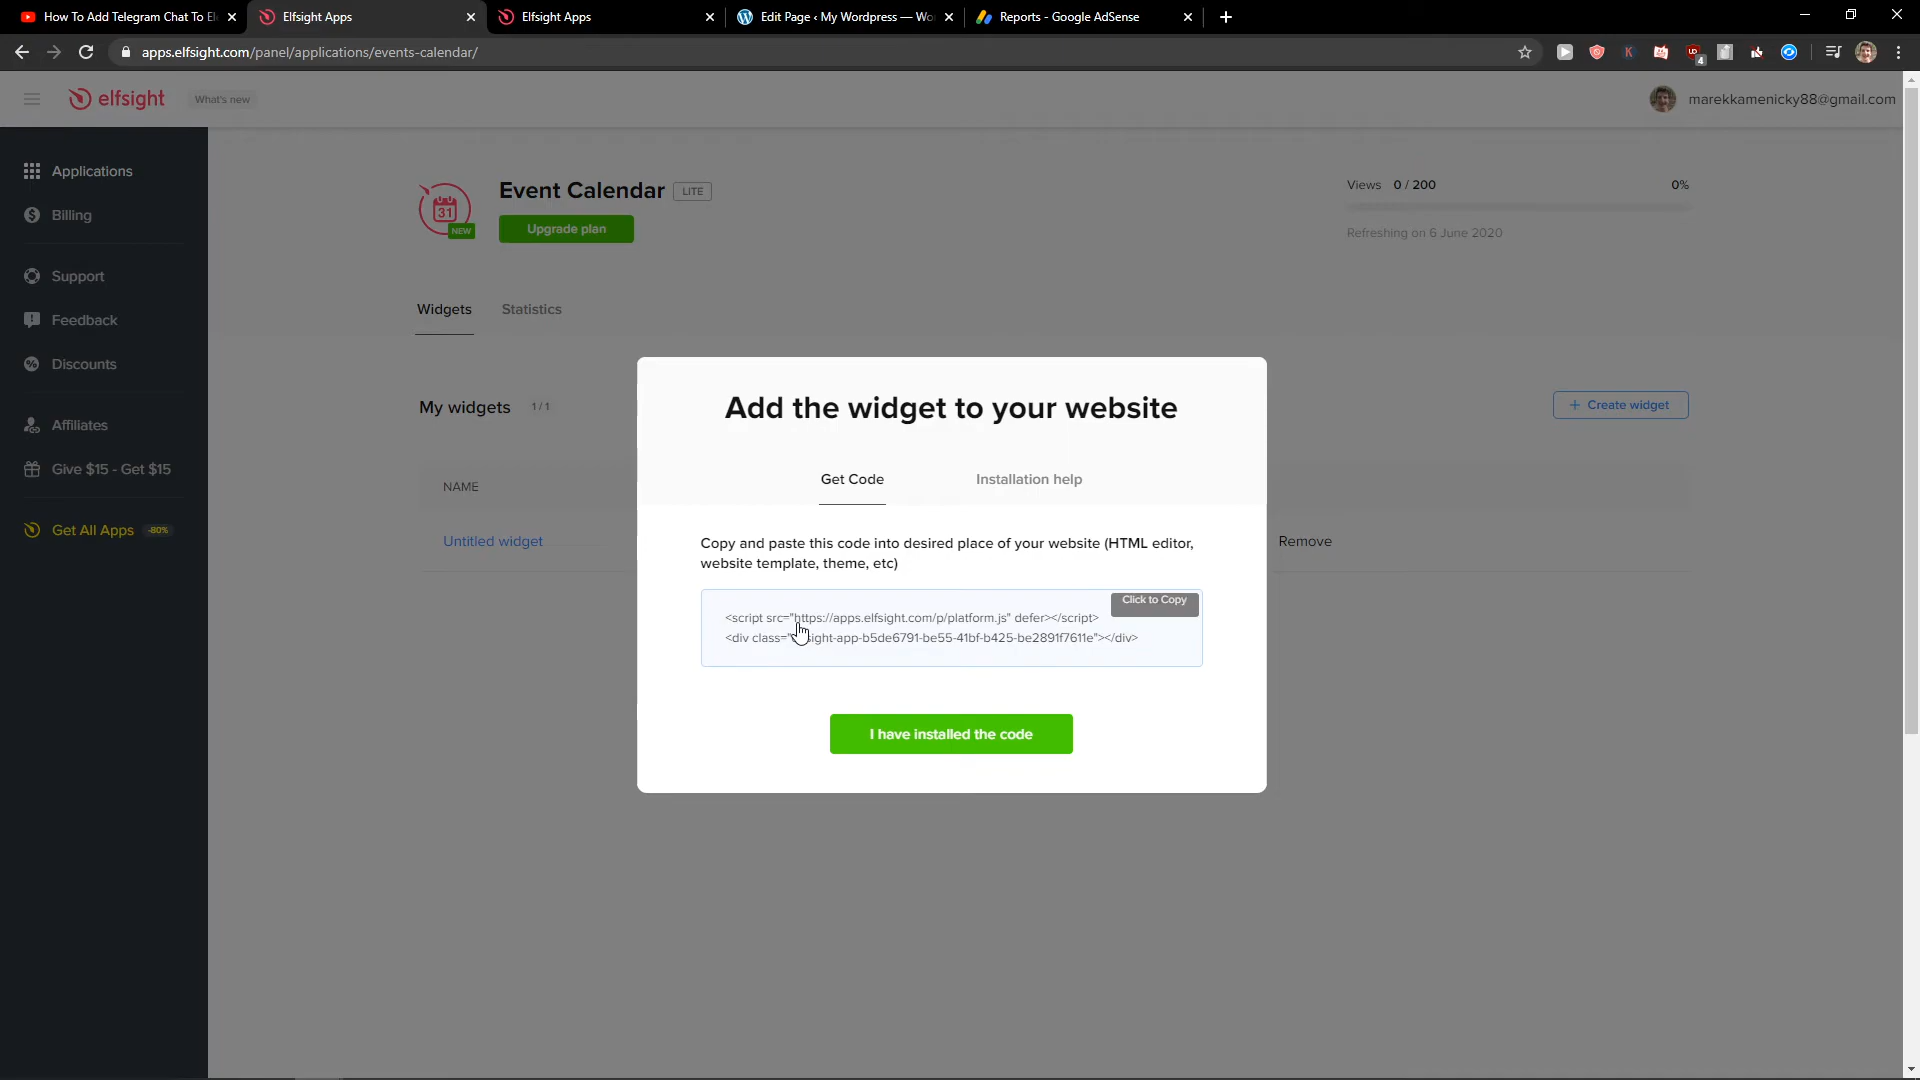 How To Add Telegram Chat To El
Elfsight Apps
Elfsight Apps
Edit Page ‹ My Wordpress — Wo
Reports - Google AdSense
apps.elfsight.com/panel/applications/events-calendar/
4
elfsight
What's new
marekkamenicky88@gmail.com
Applications
Billing
Support
Feedback
Discounts
Affiliates
Give $15 - Get $15
Get All Apps -80%
31
NEW
Event Calendar LITE
Upgrade plan
Views 0 / 200 0%
Refreshing on 6 June 2020
Widgets Statistics
My widgets 1 / 1
+ Create widget
NAME
Untitled widget
Remove
Add the widget to your website
Get Code Installation help
Copy and paste this code into desired place of your website (HTML editor,
website template, theme, etc)
Click to Copy
<script src="https://apps.elfsight.com/p/platform.js" defer></script>
<div class="elfsight-app-b5de6791-be55-41bf-b425-be2891f7611e"></div>
I have installed the code